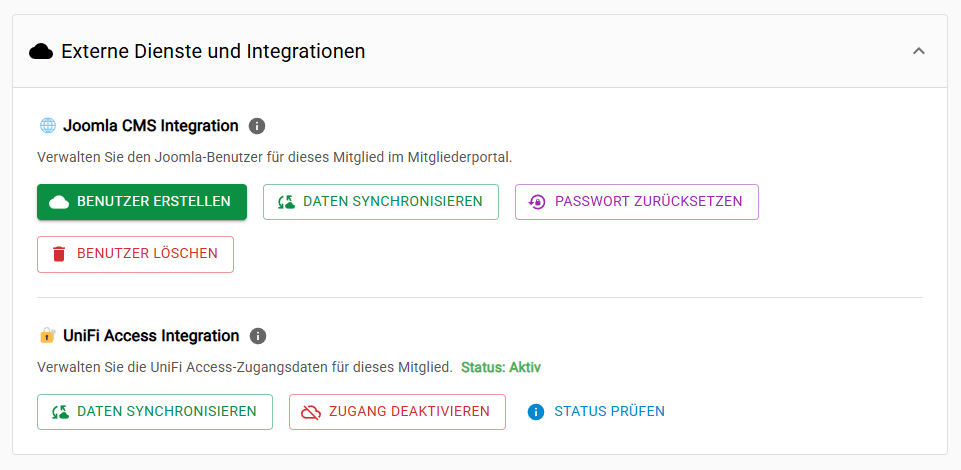 Externe Dienste und Integrationen
Joomla CMS Integration
Verwalten Sie den Joomla-Benutzer für dieses Mitglied im Mitgliederportal.
BENUTZER ERSTELLEN DATEN SYNCHRONISIEREN PASSWORT ZURÜCKSETZEN
BENUTZER LÖSCHEN
UniFi Access Integration
Verwalten Sie die UniFi Access-Zugangsdaten für dieses Mitglied. Status: Aktiv
DATEN SYNCHRONISIEREN ZUGANG DEAKTIVIEREN STATUS PRÜFEN